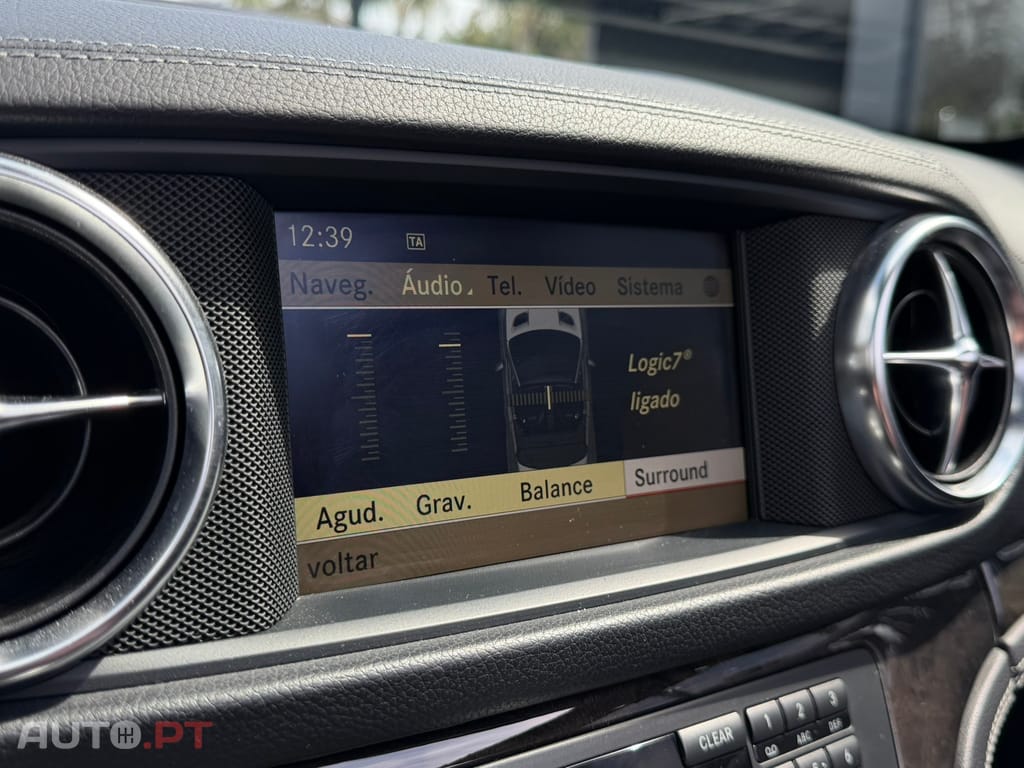 12:39 TA
Naveg. Áudio Tel. Vídeo Sistema
Logic7®
ligado
Agud. Grav. Balance Surround
voltar
CLEAR 1 2 3
ABC DEF
6
AUTO.PT